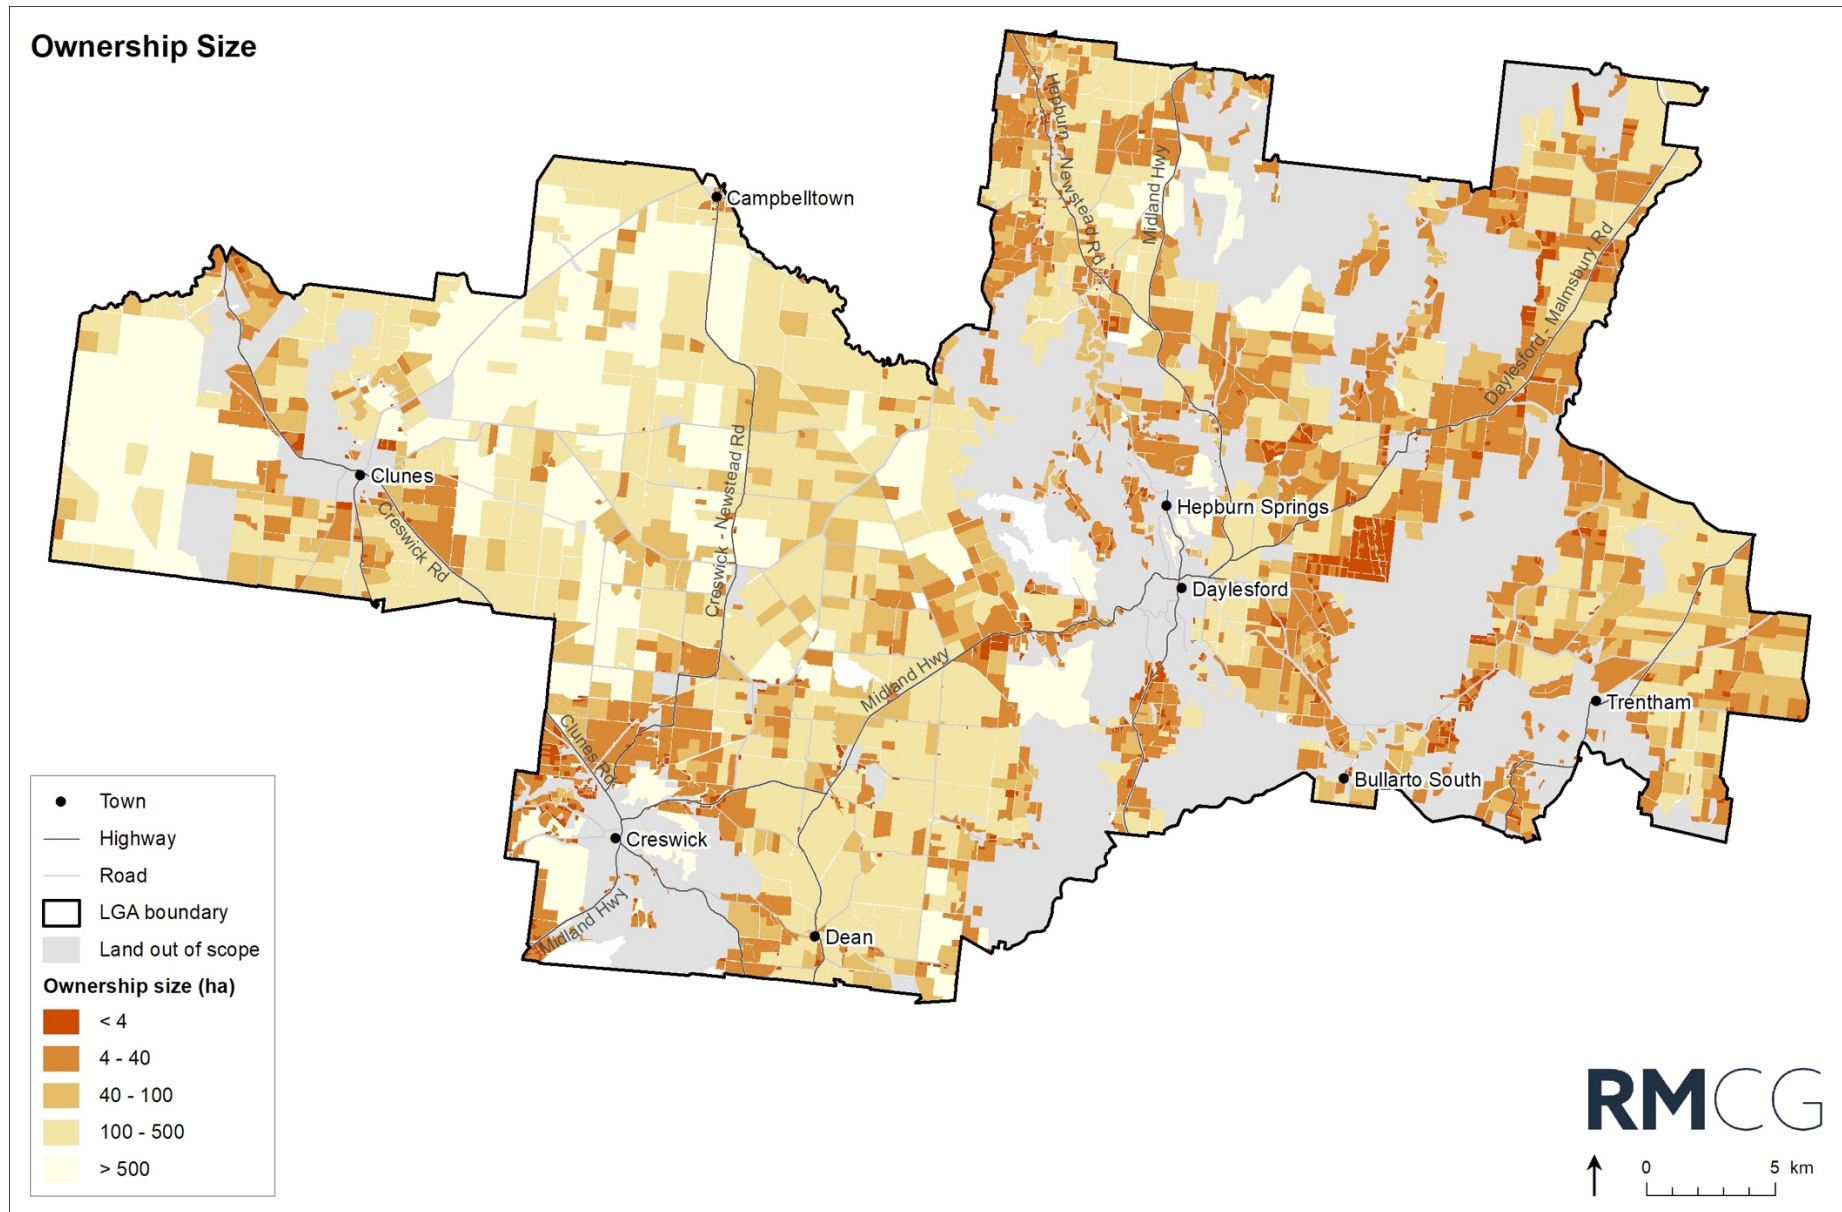 Ownership Size
Hepburn - Newstead Rd
Midland Hwy
Campbelltown
Daylesford - Malmsbury Rd
Creswick - Newstead Rd
Clunes
Creswick Rd
Hepburn Springs
Daylesford
Midland Hwy
Trentham
Clunes Rd
Bullarto South
Creswick
Midland Hwy
Dean
Town
Highway
Road
LGA boundary
Land out of scope
Ownership size (ha)
< 4
4 - 40
40 - 100
100 - 500
> 500
RMCG
0 5 km